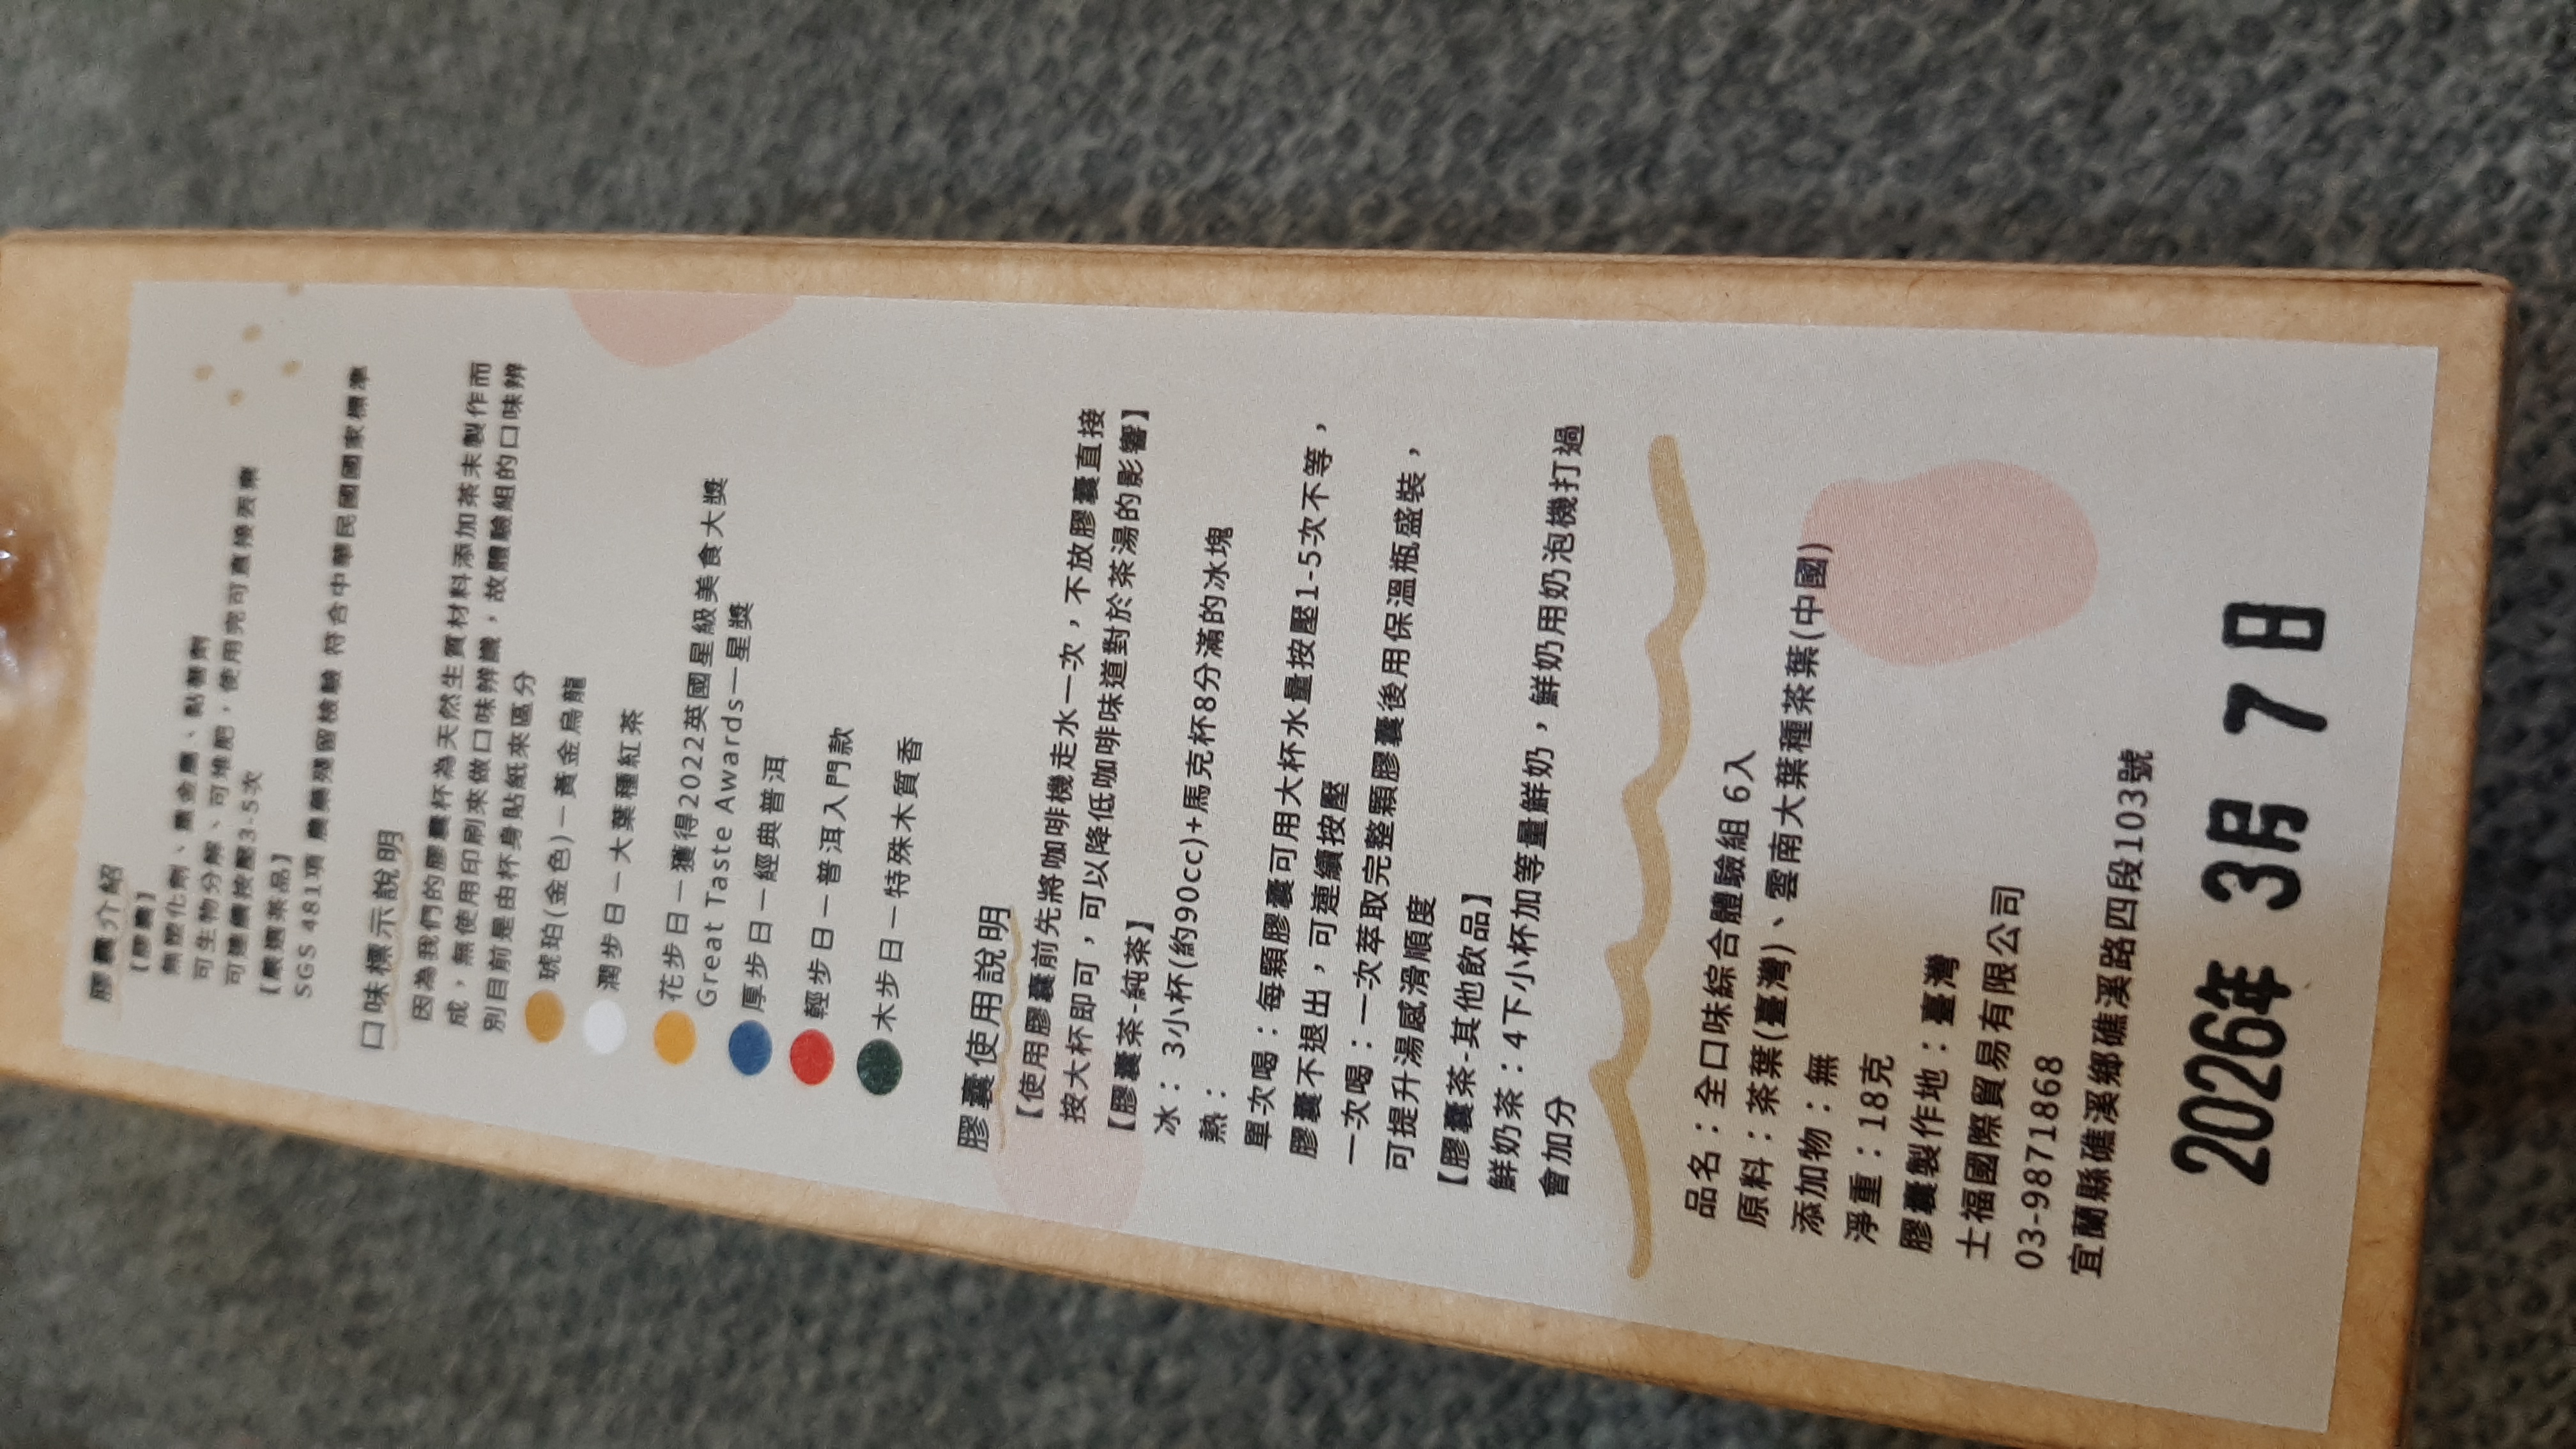 膠囊介紹
【膠囊】
無塑化劑、重金屬、黏著劑
可生物分解、可堆肥，使用完可直接丟棄
可連續按壓3-5次
【嚴選茶品】
SGS 481項 農藥殘留檢驗 符合中華民國國家標準
口味標示說明
因為我們的膠囊杯為天然生質材料添加茶末製作而
成，無使用印刷來做口味辨識，故體驗組的口味辨
別目前是由杯身貼紙來區分
琥珀(金色)－黃金烏龍
潤步日－大葉種紅茶
花步日－獲得2022英國星級美食大獎
Great Taste Awards一星獎
厚步日－經典普洱
輕步日－普洱入門款
木步日－特殊木質香
膠囊使用說明
【使用膠囊前先將咖啡機走水一次，不放膠囊直接
按大杯即可，可以降低咖啡味道對於茶湯的影響】
【膠囊茶-純茶】
冰：3小杯(約90cc)+馬克杯8分滿的冰塊
熱：
單次喝：每顆膠囊可用大杯水量按壓1-5次不等，
膠囊不退出，可連續按壓
一次喝：一次萃取完整顆膠囊後用保溫瓶盛裝，
可提升湯感滑順度
【膠囊茶-其他飲品】
鮮奶茶：4下小杯加等量鮮奶，鮮奶用奶泡機打過
會加分
品名：全口味綜合體驗組 6入
原料：茶葉(臺灣)、雲南大葉種茶葉(中國)
添加物：無
淨重：18克
膠囊製作地：臺灣
士福國際貿易有限公司
03-9871868
宜蘭縣礁溪鄉礁溪路四段1103號
2026年 3月 7日